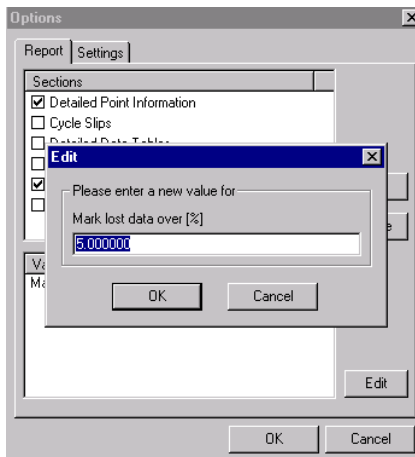 Options
Report Settings
Sections
Detailed Point Information
Cycle Slips
Edit
Please enter a new value for
Mark lost data over [%]
5.000000
OK Cancel
Edit
OK Cancel